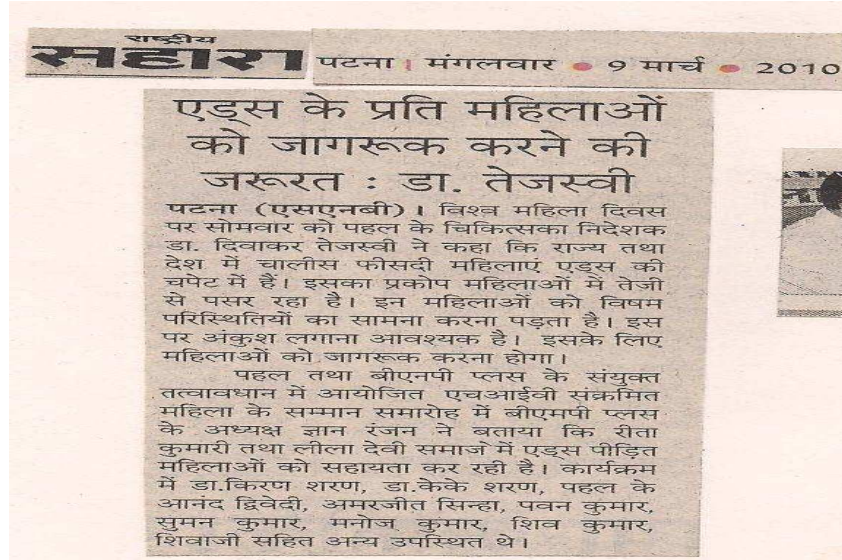 राष्ट्रीय
सहारा
पटना | मंगलवार • 9 मार्च • 2010
एड्स के प्रति महिलाओं
को जागरूक करने की
जरूरत : डा. तेजस्वी
पटना (एसएनबी)। विश्व महिला दिवस
पर सोमवार को पहल के चिकित्सका निदेशक
डा. दिवाकर तेजस्वी ने कहा कि राज्य तथा
देश में चालीस फीसदी महिलाएं एड्स की
चपेट में हैं। इसका प्रकोप महिलाओं में तेजी
से पसर रहा है। इन महिलाओं को विषम
परिस्थितियों का सामना करना पड़ता है। इस
पर अंकुश लगाना आवश्यक है। इसके लिए
महिलाओं को जागरूक करना होगा।
पहल तथा बीएनपी प्लस के संयुक्त
तत्वावधान में आयोजित एचआईवी संक्रमित
महिला के सम्मान समारोह में बीएमपी प्लस
के अध्यक्ष ज्ञान रंजन ने बताया कि रीता
कुमारी तथा लीला देवी समाज में एड्स पीड़ित
महिलाओं को सहायता कर रही है। कार्यक्रम
में डा.किरण शरण, डा.केके शरण, पहल के
आनंद द्विवेदी, अमरजीत सिन्हा, पवन कुमार,
सुमन कुमार, मनोज कुमार, शिव कुमार,
शिवाजी सहित अन्य उपस्थित थे।